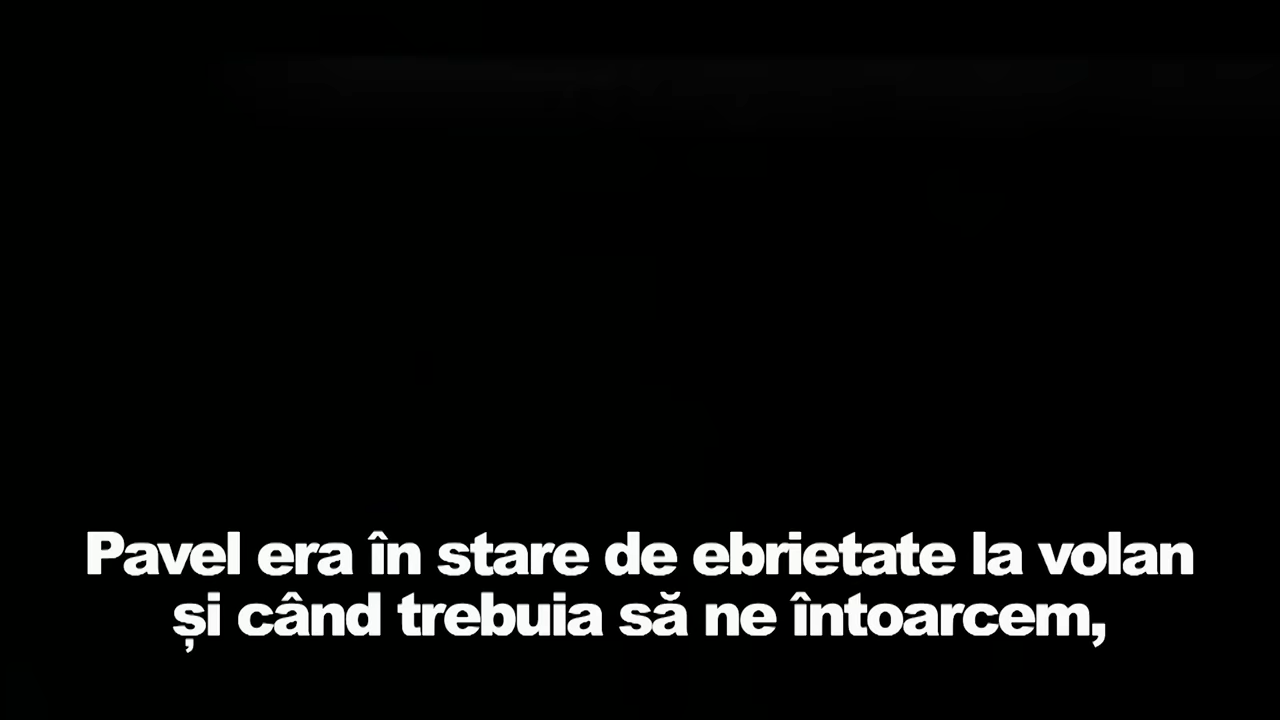 Pavel era în stare de ebrietate la volan
și când trebuia să ne întoarcem,